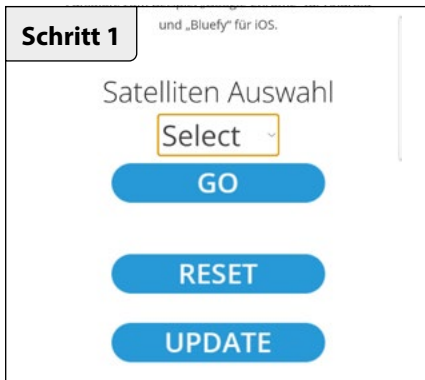 Schritt 1
und „Bluefy“ für iOS.
Satelliten Auswahl
Select
GO
RESET
UPDATE